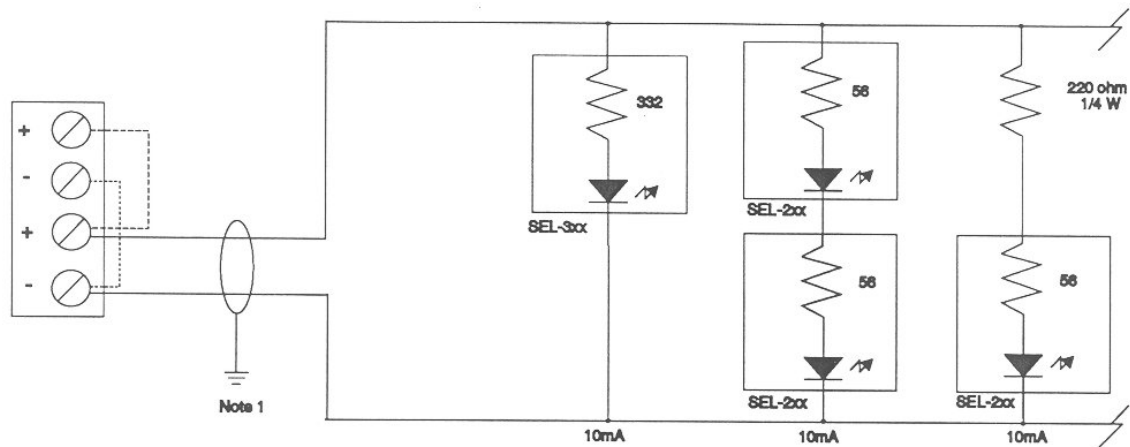 +
-
+
-
Note 1
332
SEL-3xx
56
SEL-2xx
56
SEL-2xx
220 ohm
1/4 W
56
SEL-2xx
10mA
10mA
10mA